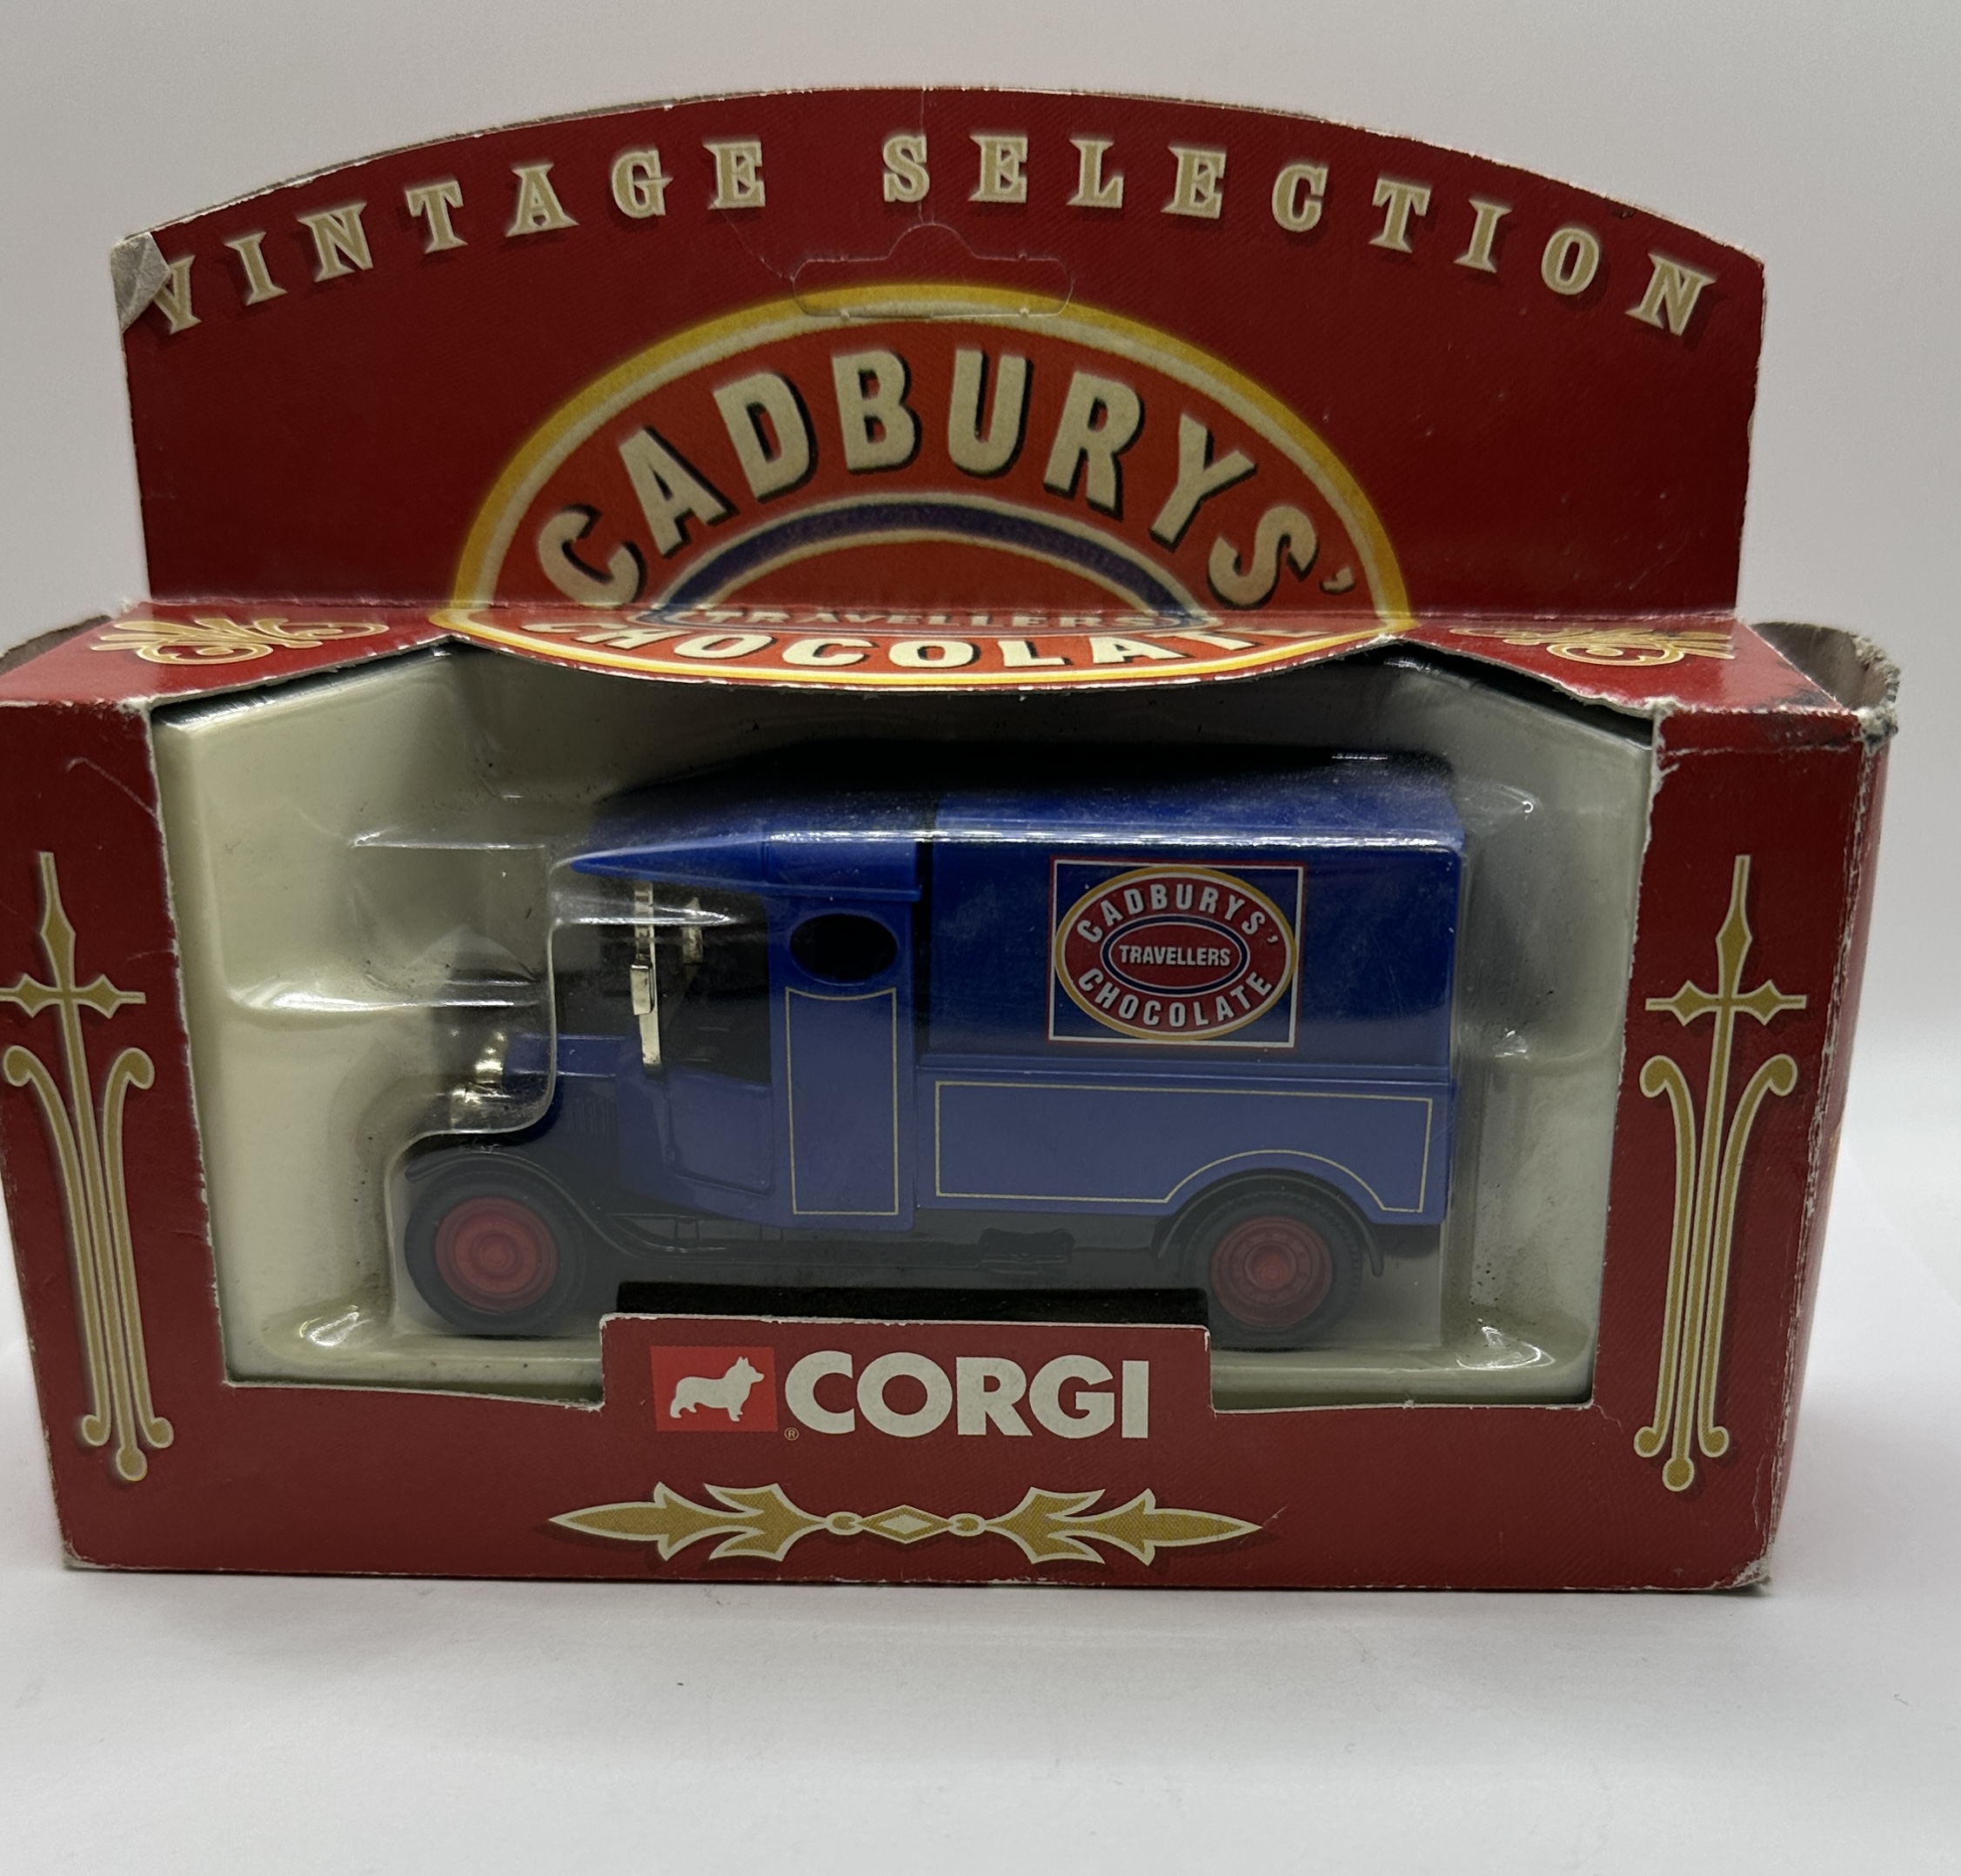 VINTAGE SELECTION
CADBURYS'
TRAVELLERS
CHOCOLATE
CADBURYS'
TRAVELLERS
CHOCOLATE
® CORGI